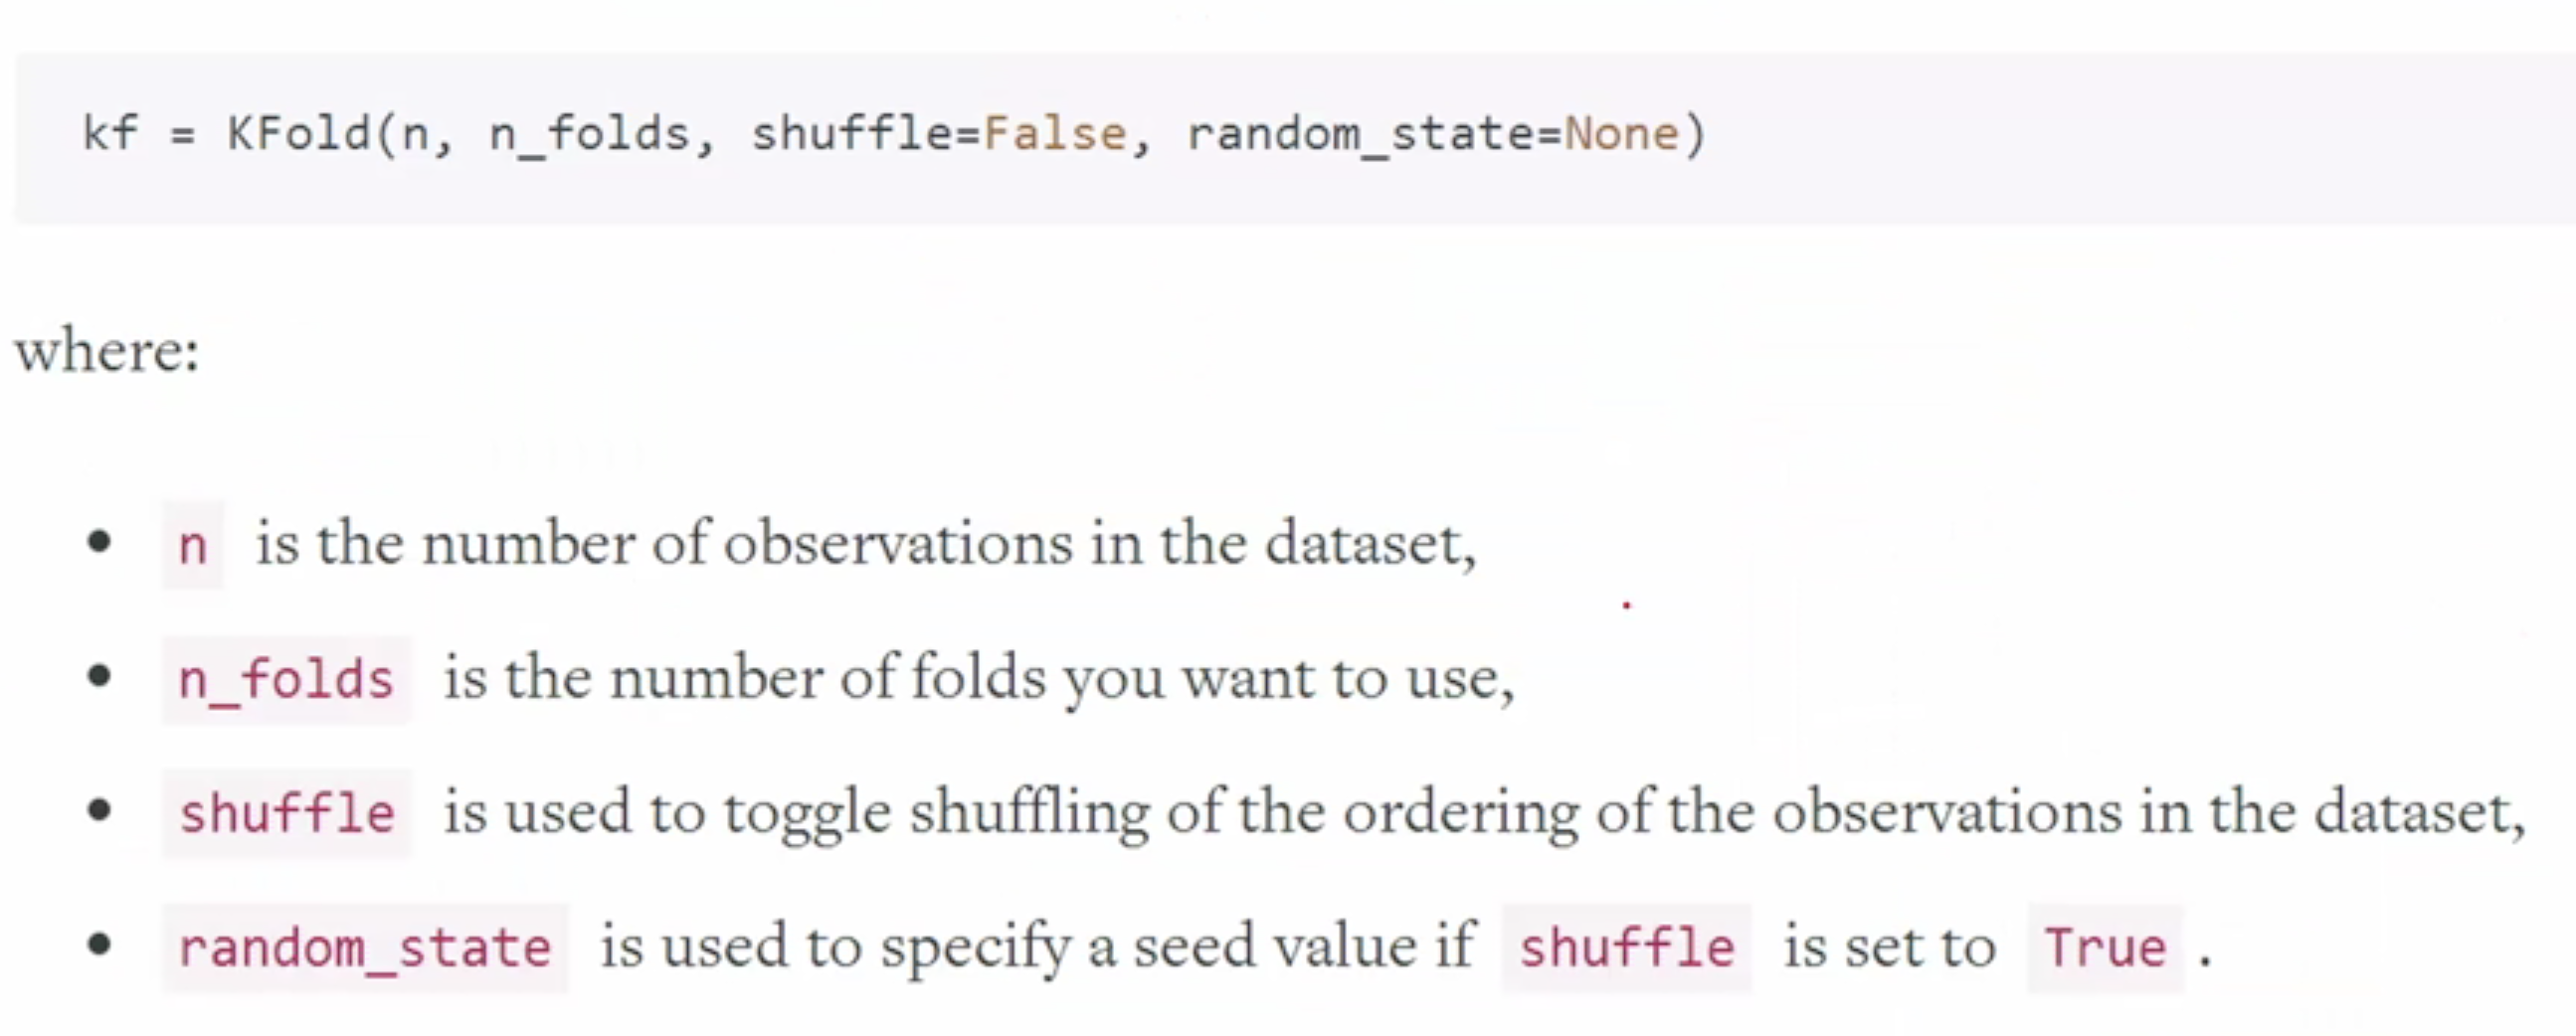 kf = KFold(n, n_folds, shuffle=False, random_state=None)
where:
• n is the number of observations in the dataset,
• n_folds is the number of folds you want to use,
• shuffle is used to toggle shuffling of the ordering of the observations in the dataset,
• random_state is used to specify a seed value if shuffle is set to True .